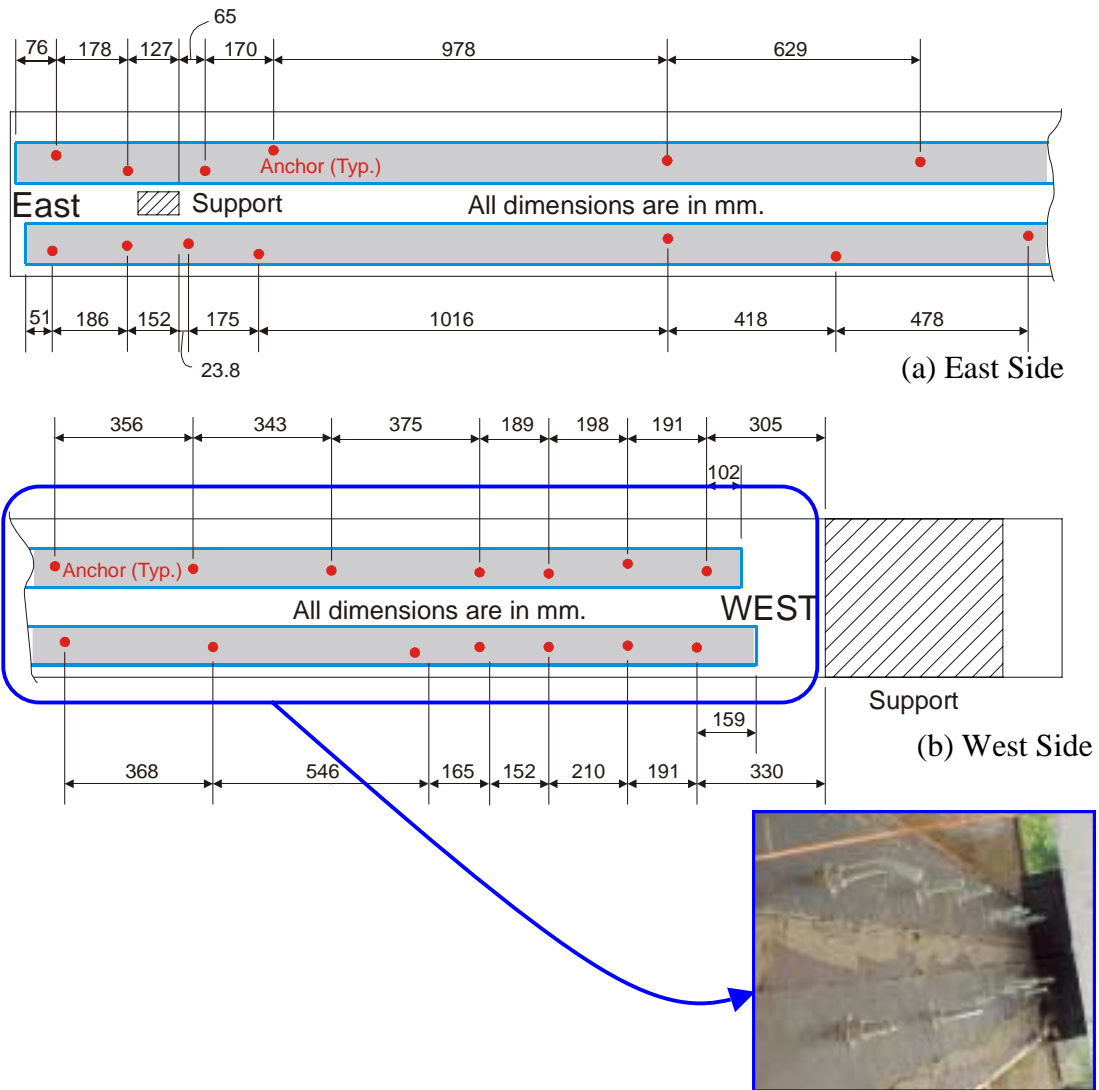 65
76 178 127 170 978 629
Anchor (Typ.)
East Support All dimensions are in mm.
51 186 152 175 1016 418 478
23.8
(a) East Side
356 343 375 189 198 191 305
102
Anchor (Typ.)
All dimensions are in mm. WEST
Support
159
(b) West Side
368 546 165 152 210 191 330